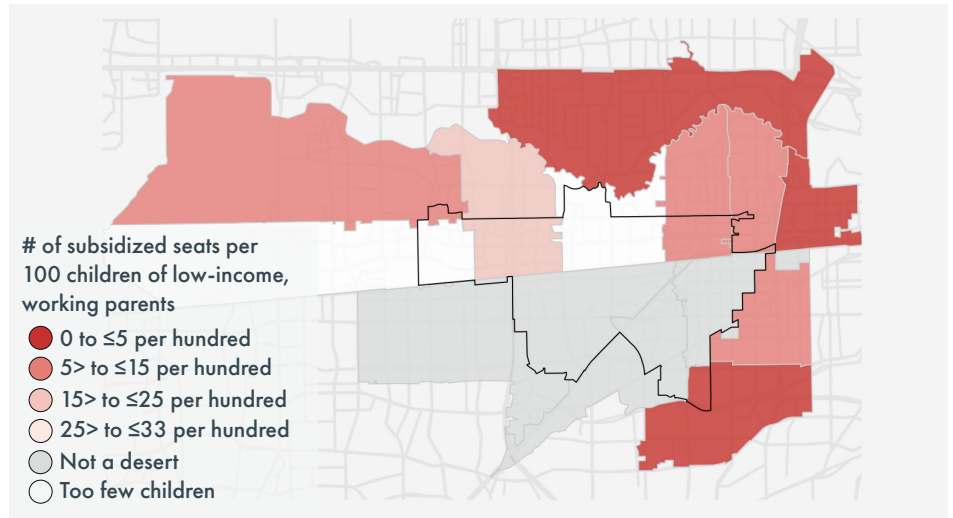 # of subsidized seats per
100 children of low-income,
working parents
0 to ≤5 per hundred
5> to ≤15 per hundred
15> to ≤25 per hundred
25> to ≤33 per hundred
Not a desert
Too few children